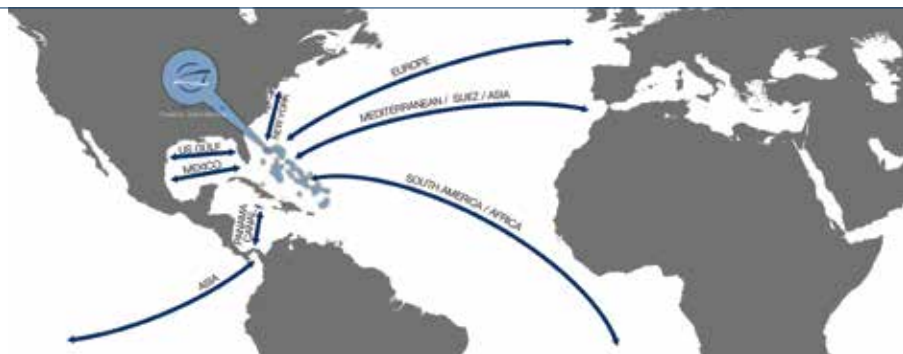 EUROPE
MEDITERRANEAN / SUEZ / ASIA
NEW YORK
US GULF
MEXICO
SOUTH AMERICA / AFRICA
PANAMA
CANAL
ASIA